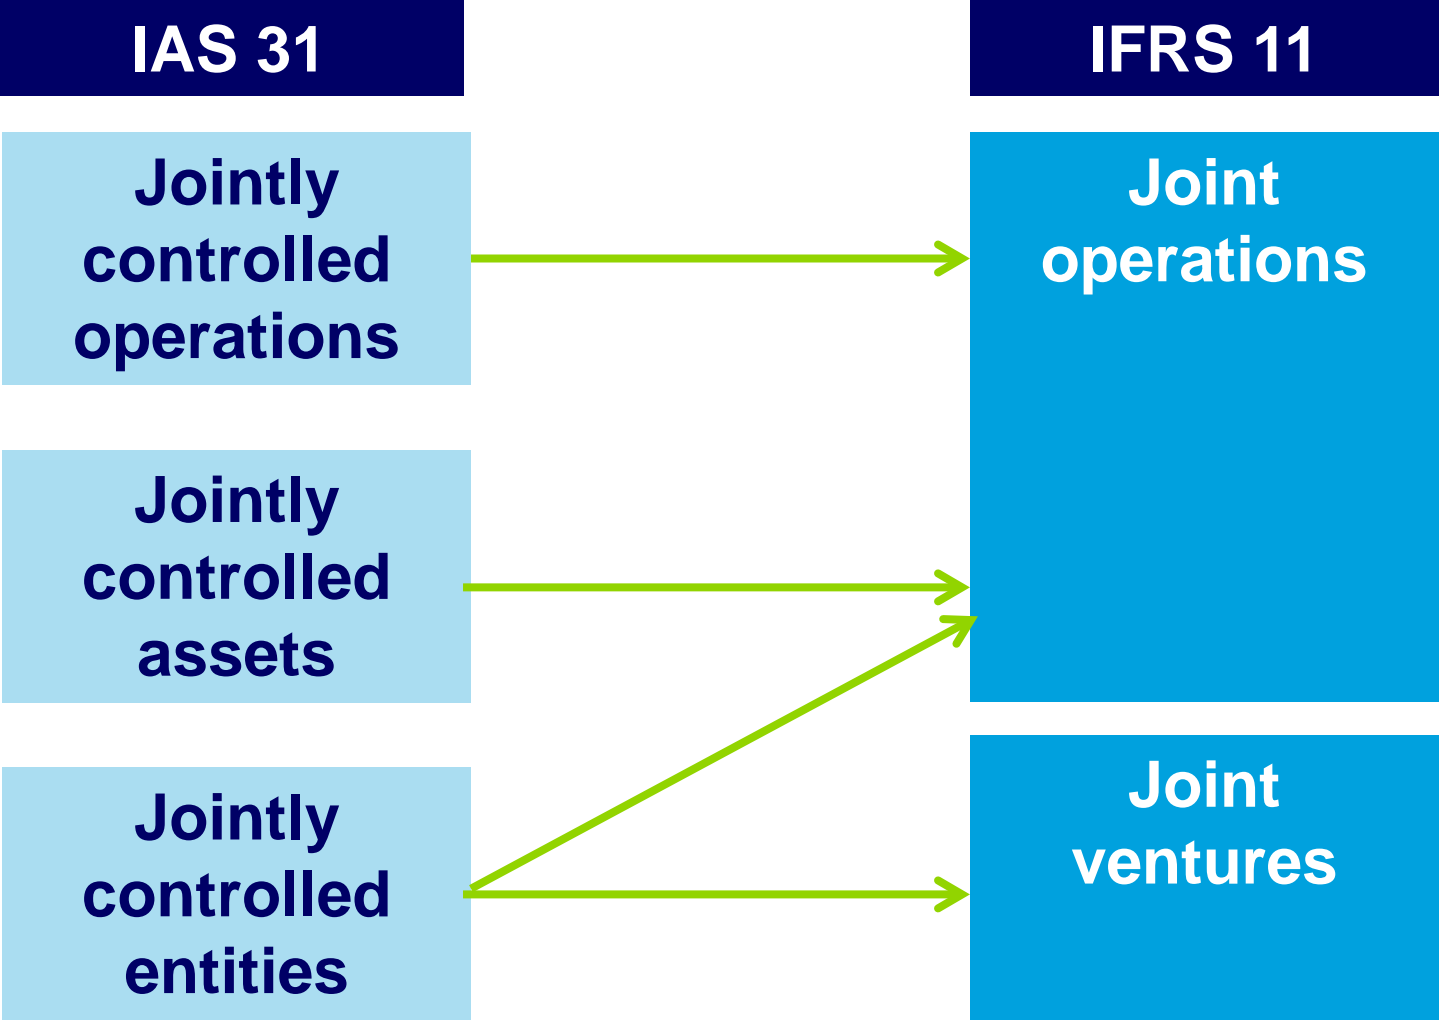 IAS 31
IFRS 11
Jointly
controlled
operations
Joint
operations
Jointly
controlled
assets
Jointly
controlled
entities
Joint
ventures